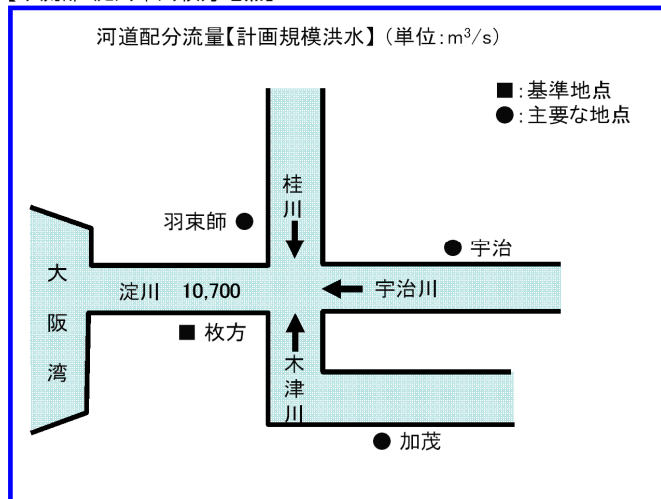 河道配分流量【計画規模洪水】(単位:m³/s)
■:基準地点
●:主要な地点
桂川
羽束師 ●
● 宇治
大阪湾
淀川 10,700
宇治川
■ 枚方
木津川
● 加茂